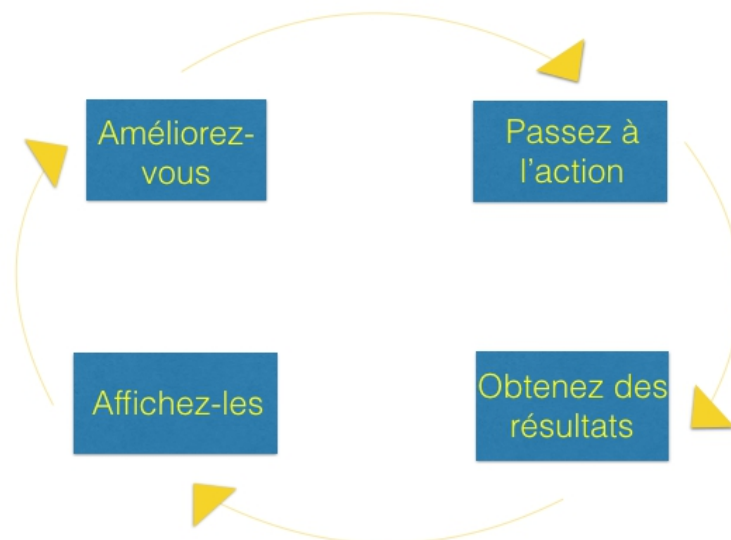 Améliorez-
vous
Passez à
l’action
Affichez-les
Obtenez des
résultats